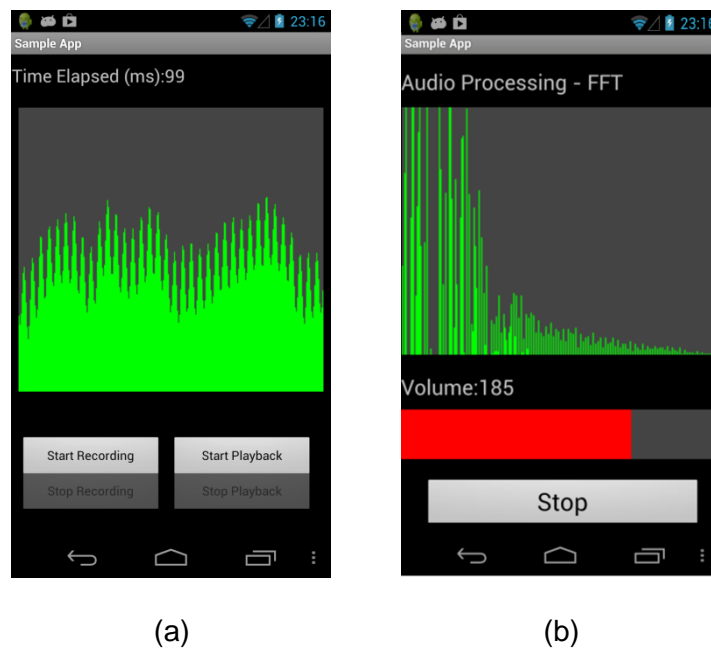 23:16
Sample App
Time Elapsed (ms):99
Start Recording
Start Playback
Stop Recording
Stop Playback
(a)
23:16
Sample App
Audio Processing - FFT
Volume:185
Stop
(b)